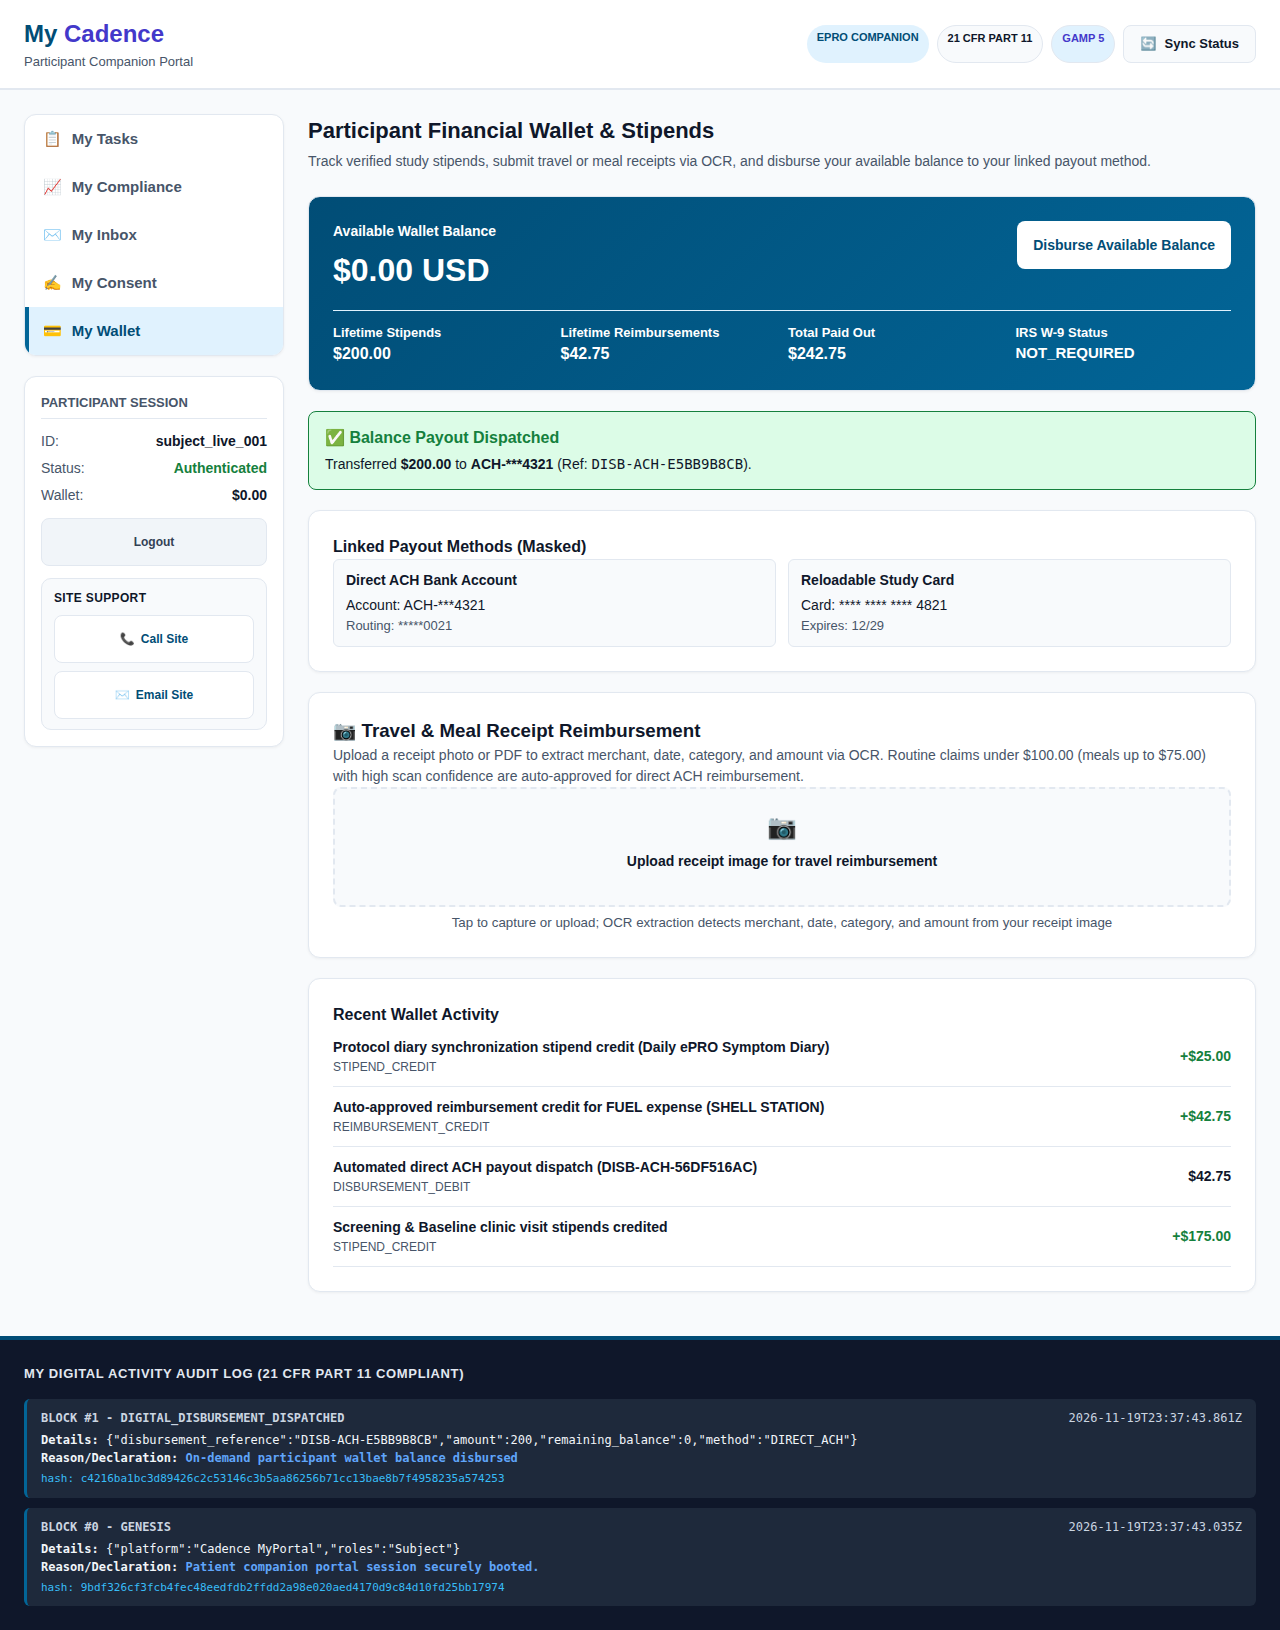 My Cadence
Participant Companion Portal
EPRO COMPANION
21 CFR PART 11
GAMP 5
Sync Status
My Tasks
My Compliance
My Inbox
My Consent
My Wallet
PARTICIPANT SESSION
ID: subject_live_001
Status: Authenticated
Wallet: $0.00
Logout
SITE SUPPORT
Call Site
Email Site
Participant Financial Wallet & Stipends
Track verified study stipends, submit travel or meal receipts via OCR, and disburse your available balance to your linked payout method.
Available Wallet Balance
$0.00 USD
Disburse Available Balance
Lifetime Stipends
$200.00
Lifetime Reimbursements
$42.75
Total Paid Out
$242.75
IRS W-9 Status
NOT_REQUIRED
✅ Balance Payout Dispatched
Transferred $200.00 to ACH-***4321 (Ref: DISB-ACH-E5BB9B8CB).
Linked Payout Methods (Masked)
Direct ACH Bank Account
Account: ACH-***4321
Routing: *****0021
Reloadable Study Card
Card: **** **** **** 4821
Expires: 12/29
Travel & Meal Receipt Reimbursement
Upload a receipt photo or PDF to extract merchant, date, category, and amount via OCR. Routine claims under $100.00 (meals up to $75.00)
with high scan confidence are auto-approved for direct ACH reimbursement.
Upload receipt image for travel reimbursement
Tap to capture or upload; OCR extraction detects merchant, date, category, and amount from your receipt image
Recent Wallet Activity
Protocol diary synchronization stipend credit (Daily ePRO Symptom Diary)
STIPEND_CREDIT
+$25.00
Auto-approved reimbursement credit for FUEL expense (SHELL STATION)
REIMBURSEMENT_CREDIT
+$42.75
Automated direct ACH payout dispatch (DISB-ACH-56DF516AC)
DISBURSEMENT_DEBIT
$42.75
Screening & Baseline clinic visit stipends credited
STIPEND_CREDIT
+$175.00
MY DIGITAL ACTIVITY AUDIT LOG (21 CFR PART 11 COMPLIANT)
BLOCK #1 - DIGITAL_DISBURSEMENT_DISPATCHED
2026-11-19T23:37:43.861Z
Details: {"disbursement_reference":"DISB-ACH-E5BB9B8CB","amount":200,"remaining_balance":0,"method":"DIRECT_ACH"}
Reason/Declaration: On-demand participant wallet balance disbursed
hash: c4216ba1bc3d89426c2c53146c3b5aa86256b71cc13bae8b7f4958235a574253
BLOCK #0 - GENESIS
2026-11-19T23:37:43.035Z
Details: {"platform":"Cadence MyPortal","roles":"Subject"}
Reason/Declaration: Patient companion portal session securely booted.
hash: 9bdf326cf3fcb4fec48eedfdb2ffdd2a98e020aed4170d9c84d10fd25bb17974